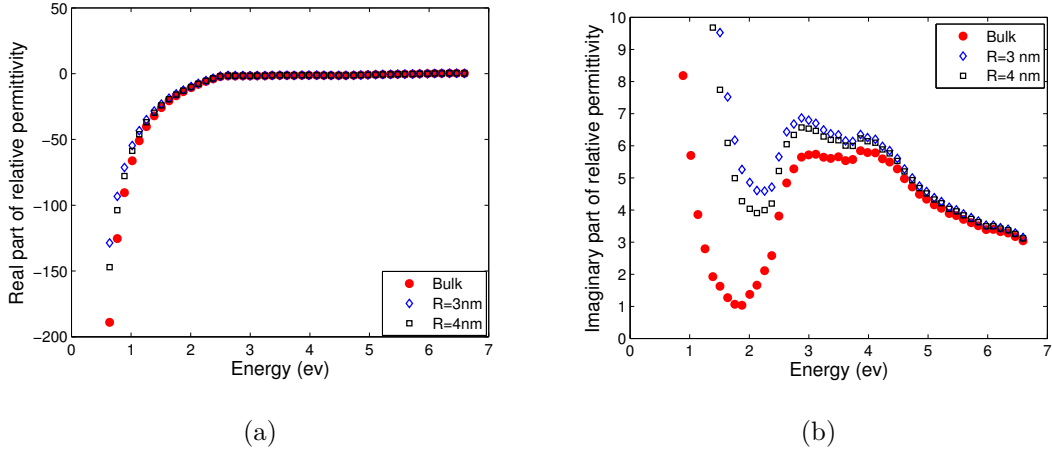 50
0
−50
−100
−150
−200
0 1 2 3 4 5 6 7
Real part of relative permittivity
Energy (ev)
Bulk
R=3nm
R=4nm
(a)
10
9
8
7
6
5
4
3
2
1
0
0 1 2 3 4 5 6 7
Imaginary part of relative permittivity
Energy (ev)
Bulk
R=3 nm
R=4 nm
(b)